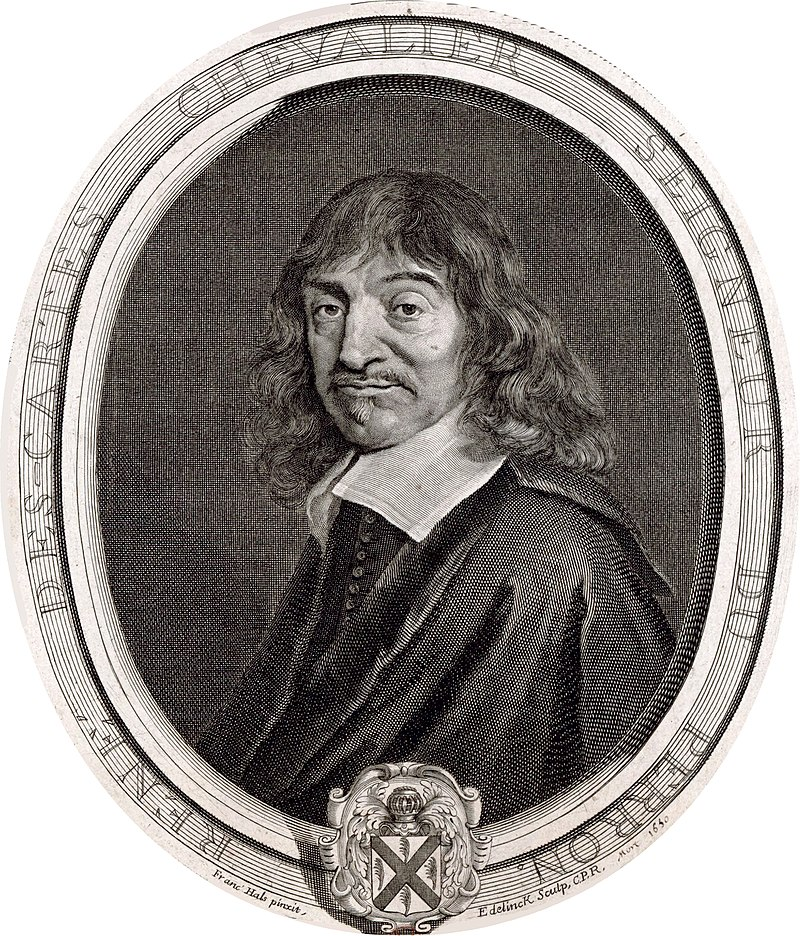 RENE' DES-CARTES CHEVALIER SEIGNEUR DU PERRON.
Franc Hals pinxit,
Edelinck Sculp, C.P.R.
Mort 1650